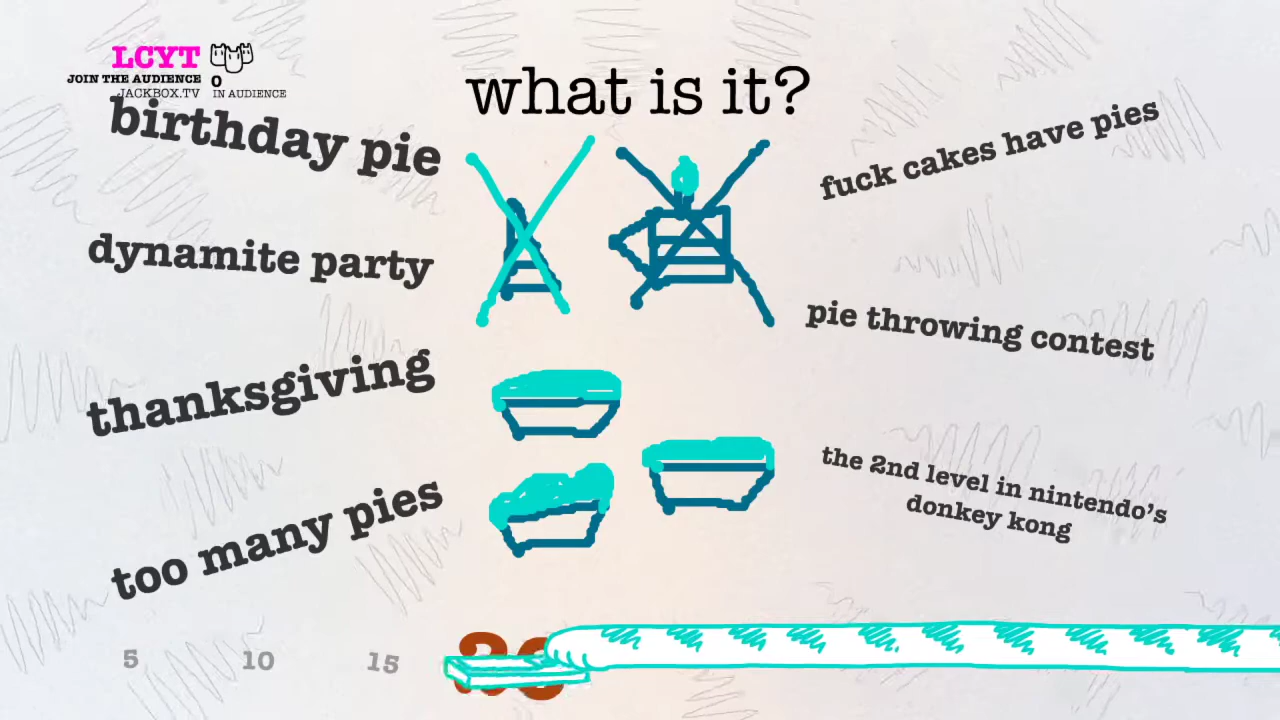 LCYT
JOIN THE AUDIENCE
JACKBOX.TV
0
IN AUDIENCE
what is it?
birthday pie
fuck cakes have pies
dynamite party
pie throwing contest
thanksgiving
the 2nd level in nintendo's
donkey kong
too many pies
5
10
15